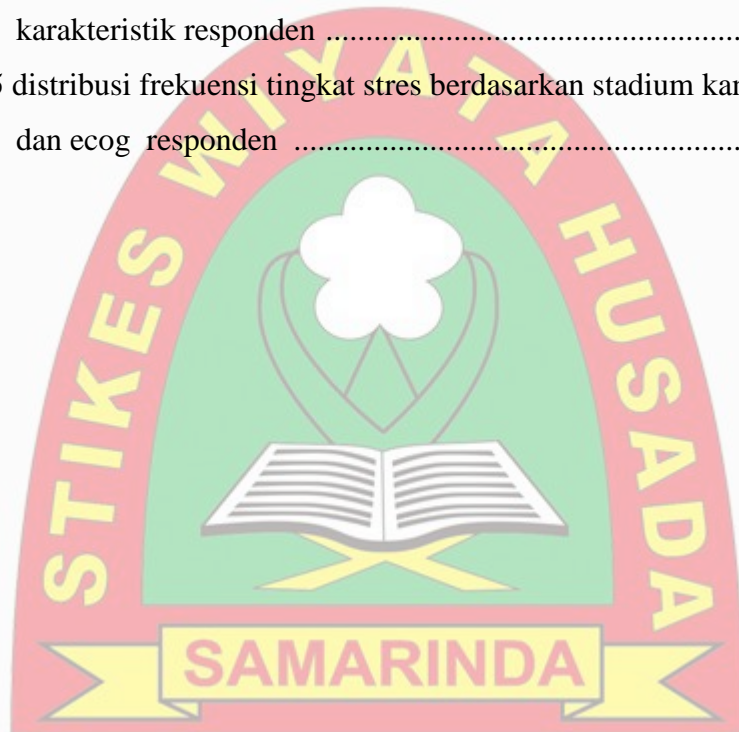 karakteristik responden ..............................................................
5 distribusi frekuensi tingkat stres berdasarkan stadium kan
dan ecog responden ...................................................................
STIKES WIYATA HUSADA
SAMARINDA